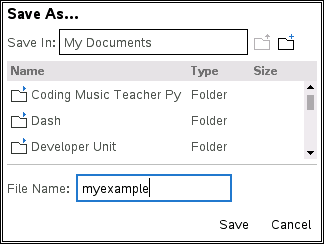 Save As...
Save In: My Documents
Name Type Size
Coding Music Teacher Py Folder
Dash Folder
Developer Unit Folder
File Name: myexample
Save Cancel